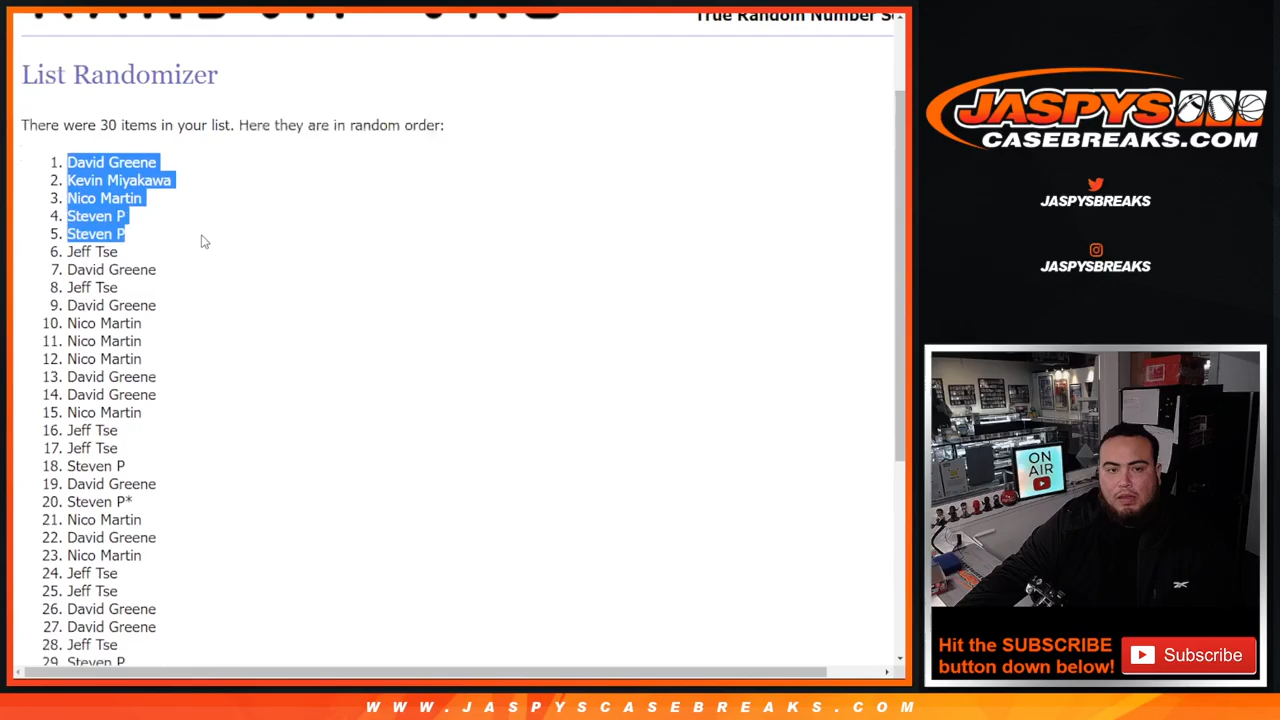 True Random Number S
List Randomizer
There were 30 items in your list. Here they are in random order:
1. David Greene
2. Kevin Miyakawa
3. Nico Martin
4. Steven P
5. Steven P
6. Jeff Tse
7. David Greene
8. Jeff Tse
9. David Greene
10. Nico Martin
11. Nico Martin
12. Nico Martin
13. David Greene
14. David Greene
15. Nico Martin
16. Jeff Tse
17. Jeff Tse
18. Steven P
19. David Greene
20. Steven P*
21. Nico Martin
22. David Greene
23. Nico Martin
24. Jeff Tse
25. Jeff Tse
26. David Greene
27. David Greene
28. Jeff Tse
29. Steven P
JASPYS
CASEBREAKS.COM
JASPYSBREAKS
JASPYSBREAKS
ON
AIR
Hit the SUBSCRIBE
button down below!
Subscribe
WWW.JASPYSCASEBREAKS.COM